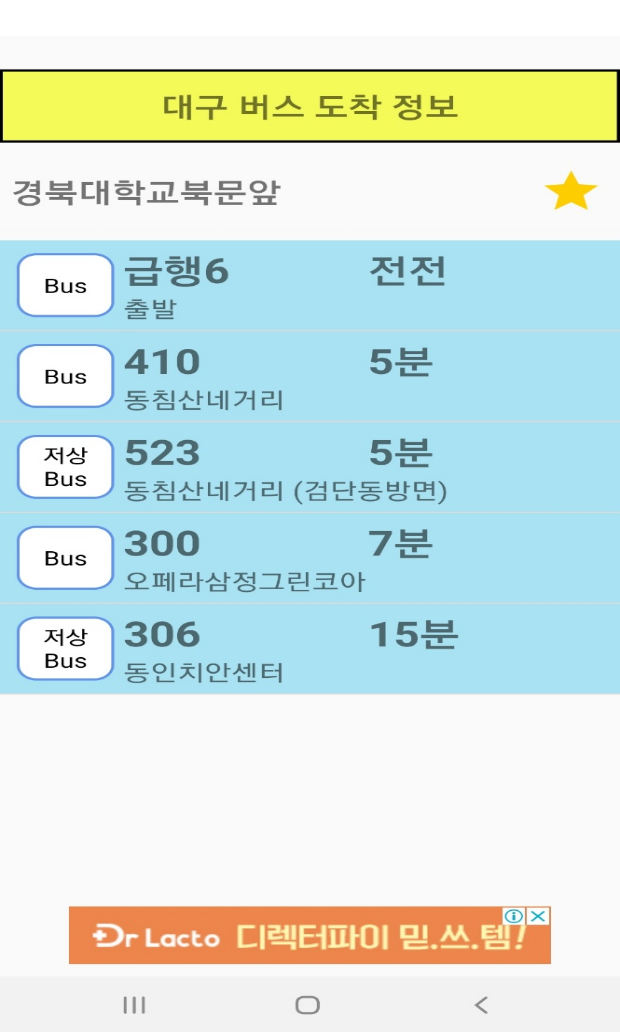 대구 버스 도착 정보
경북대학교북문앞
Bus
급행6 전전
출발
Bus
410 5분
동침산네거리
저상
Bus
523 5분
동침산네거리 (검단동방면)
Bus
300 7분
오페라삼정그린코아
저상
Bus
306 15분
동인치안센터
Dr Lacto 디렉터파이 믿.쓰.템!